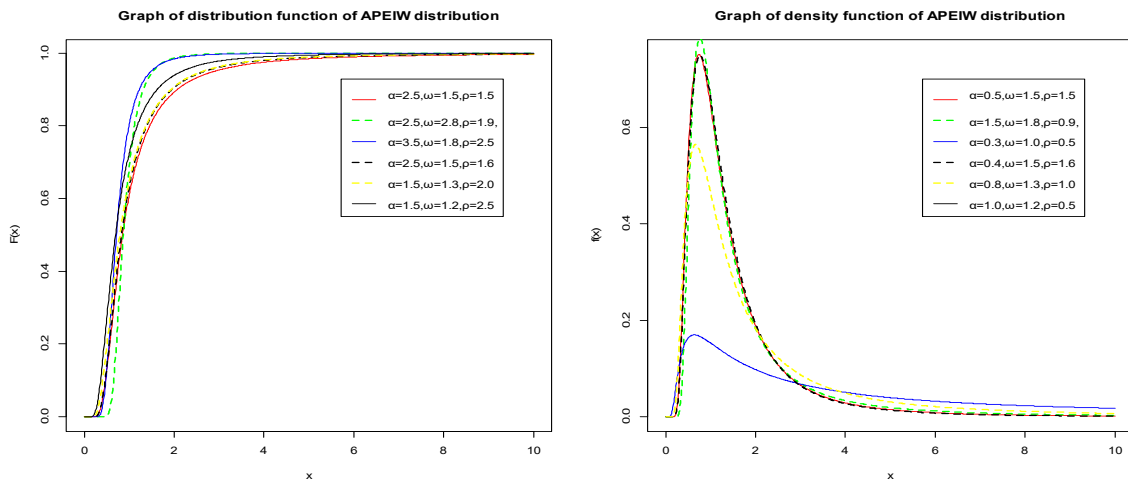 Graph of distribution function of APEIW distribution
F(x)
1.0
0.8
0.6
0.4
0.2
0.0
0 2 4 6 8 10
x
α=2.5,ω=1.5,ρ=1.5
α=2.5,ω=2.8,ρ=1.9,
α=3.5,ω=1.8,ρ=2.5
α=2.5,ω=1.5,ρ=1.6
α=1.5,ω=1.3,ρ=2.0
α=1.5,ω=1.2,ρ=2.5
Graph of density function of APEIW distribution
f(x)
0.6
0.4
0.2
0.0
0 2 4 6 8 10
x
α=0.5,ω=1.5,ρ=1.5
α=1.5,ω=1.8,ρ=0.9,
α=0.3,ω=1.0,ρ=0.5
α=0.4,ω=1.5,ρ=1.6
α=0.8,ω=1.3,ρ=1.0
α=1.0,ω=1.2,ρ=0.5